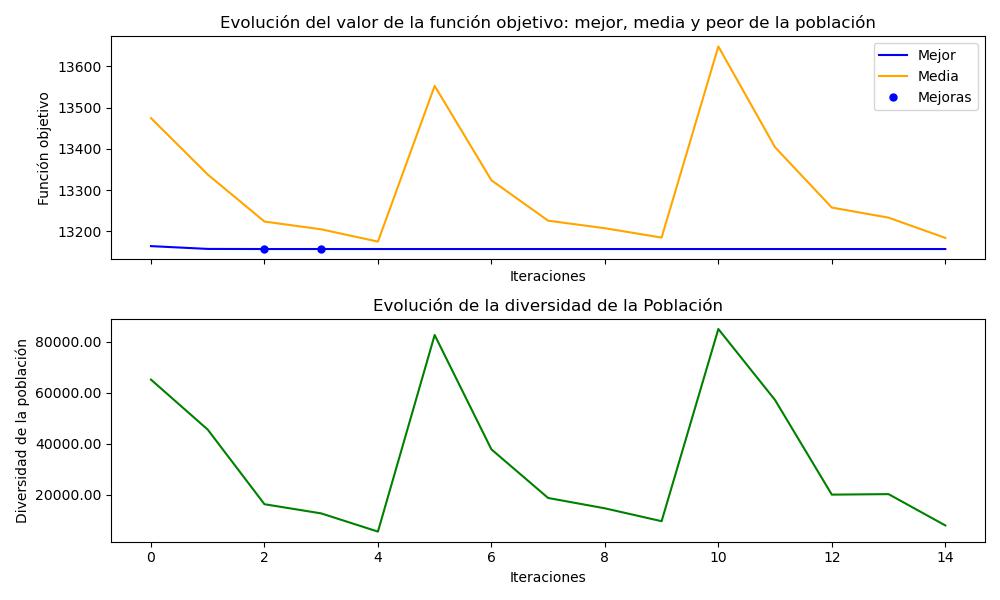 Evolución del valor de la función objetivo: mejor, media y peor de la población
Función objetivo
13600
13500
13400
13300
13200
Mejor
Media
Mejoras
Iteraciones
Evolución de la diversidad de la Población
Diversidad de la población
80000.00
60000.00
40000.00
20000.00
0 2 4 6 8 10 12 14
Iteraciones